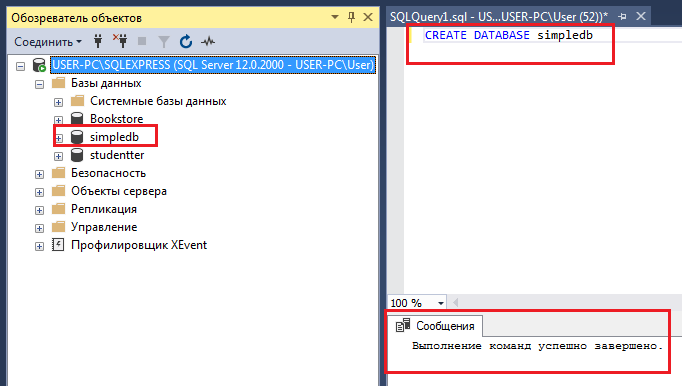 Обозреватель объектов
Соединить
USER-PC\SQLEXPRESS (SQL Server 12.0.2000 - USER-PC\User)
Базы данных
Системные базы данных
Bookstore
simpledb
studentter
Безопасность
Объекты сервера
Репликация
Управление
Профилировщик XEvent
SQLQuery1.sql - US...USER-PC\User (52))*
CREATE DATABASE simpledb
100 %
Сообщения
Выполнение команд успешно завершено.